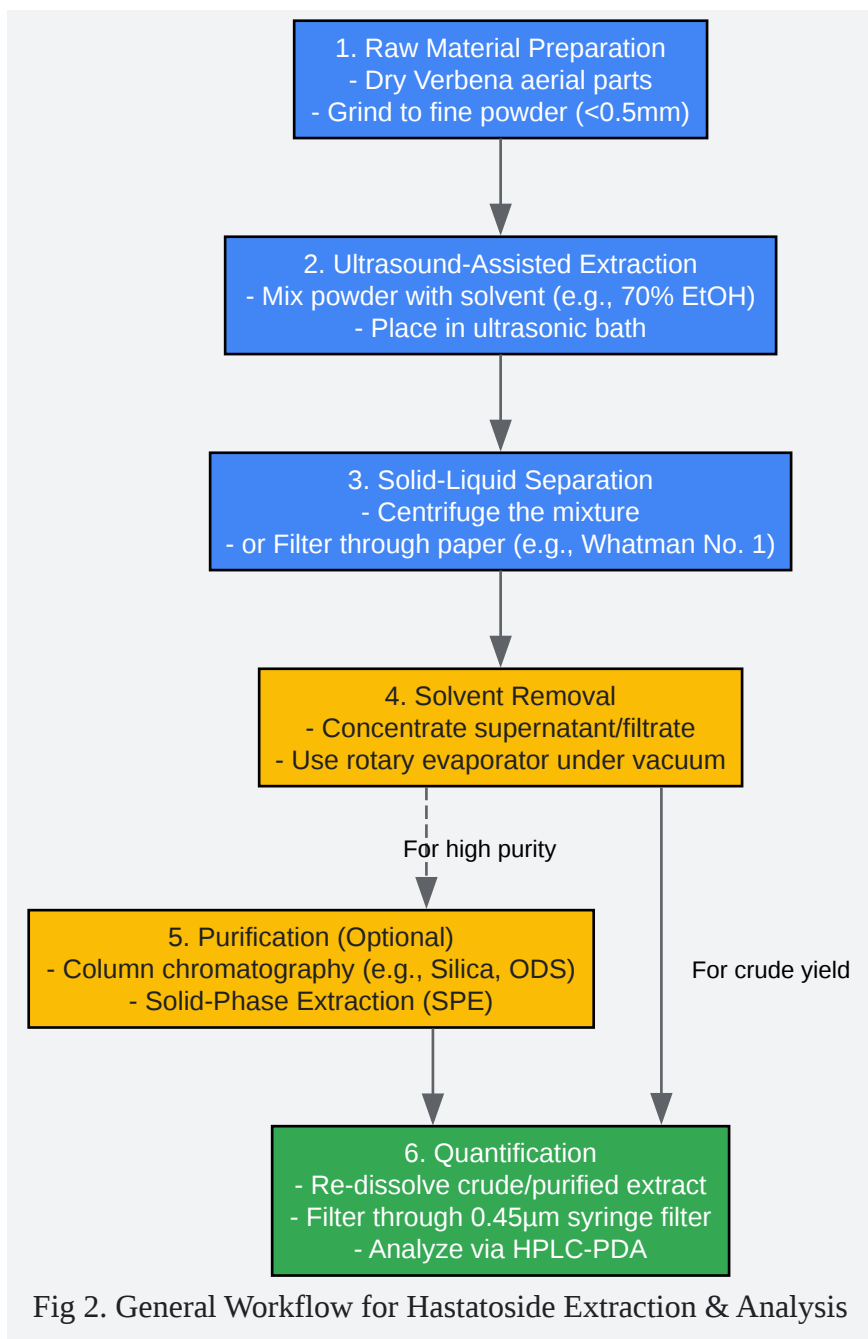 1. Raw Material Preparation
- Dry Verbena aerial parts
- Grind to fine powder (<0.5mm)
2. Ultrasound-Assisted Extraction
- Mix powder with solvent (e.g., 70% EtOH)
- Place in ultrasonic bath
3. Solid-Liquid Separation
- Centrifuge the mixture
- or Filter through paper (e.g., Whatman No. 1)
4. Solvent Removal
- Concentrate supernatant/filtrate
- Use rotary evaporator under vacuum
For high purity
5. Purification (Optional)
- Column chromatography (e.g., Silica, ODS)
- Solid-Phase Extraction (SPE)
For crude yield
6. Quantification
- Re-dissolve crude/purified extract
- Filter through 0.45µm syringe filter
- Analyze via HPLC-PDA
Fig 2. General Workflow for Hastatoside Extraction & Analysis